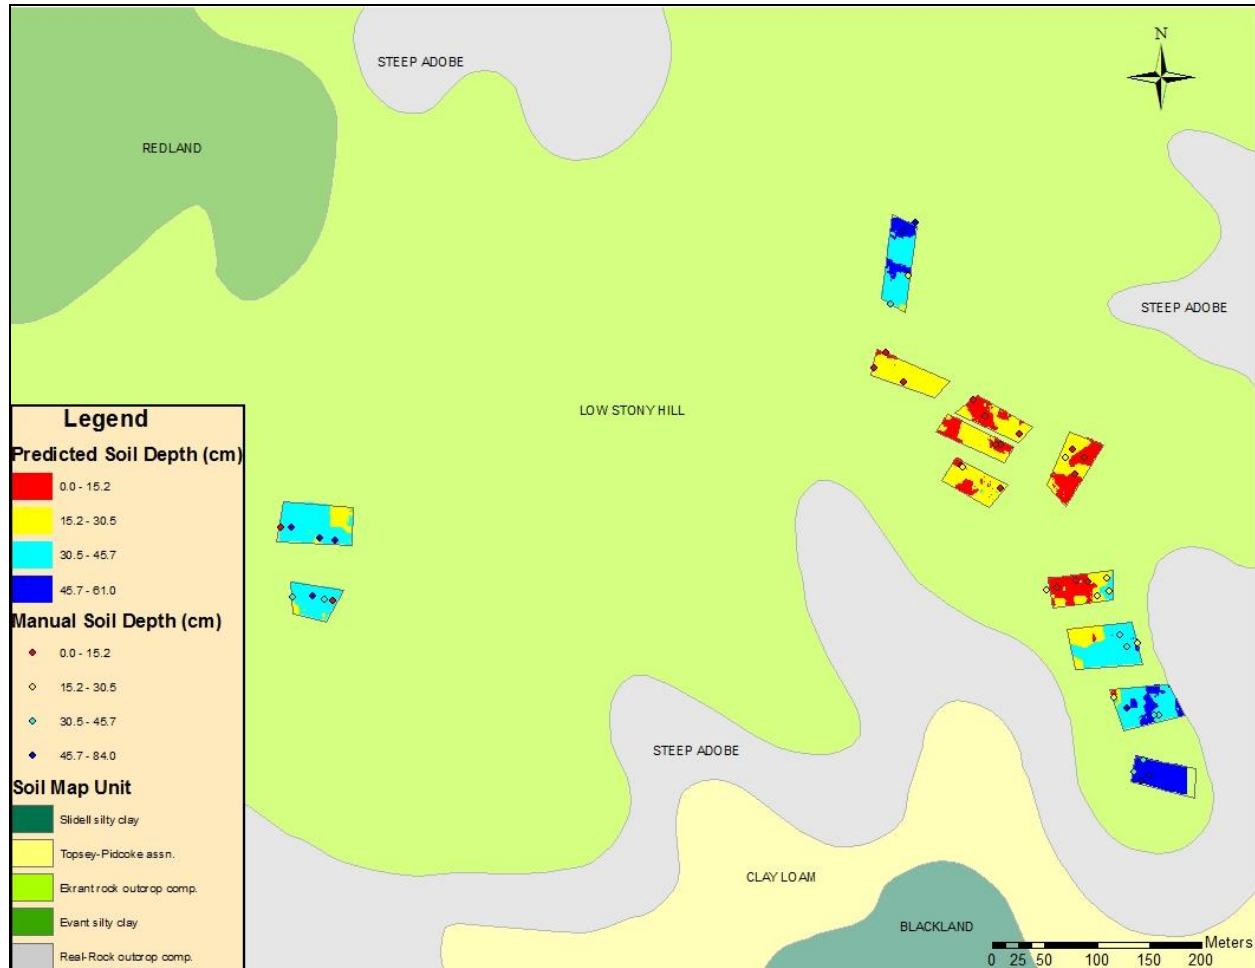 STEEP ADOBE
N
REDLAND
STEEP ADOBE
LOW STONY HILL
Legend
Predicted Soil Depth (cm)
0.0 - 15.2
15.2 - 30.5
30.5 - 45.7
45.7 - 61.0
Manual Soil Depth (cm)
0.0 - 15.2
15.2 - 30.5
30.5 - 45.7
45.7 - 84.0
Soil Map Unit
Slidell silty clay
Topsey-Pidcoke assn.
Ekrant rock outcrop comp.
Evant silty clay
Real-Rock outcrop comp.
STEEP ADOBE
CLAY LOAM
BLACKLAND
Meters
0 25 50 100 150 200